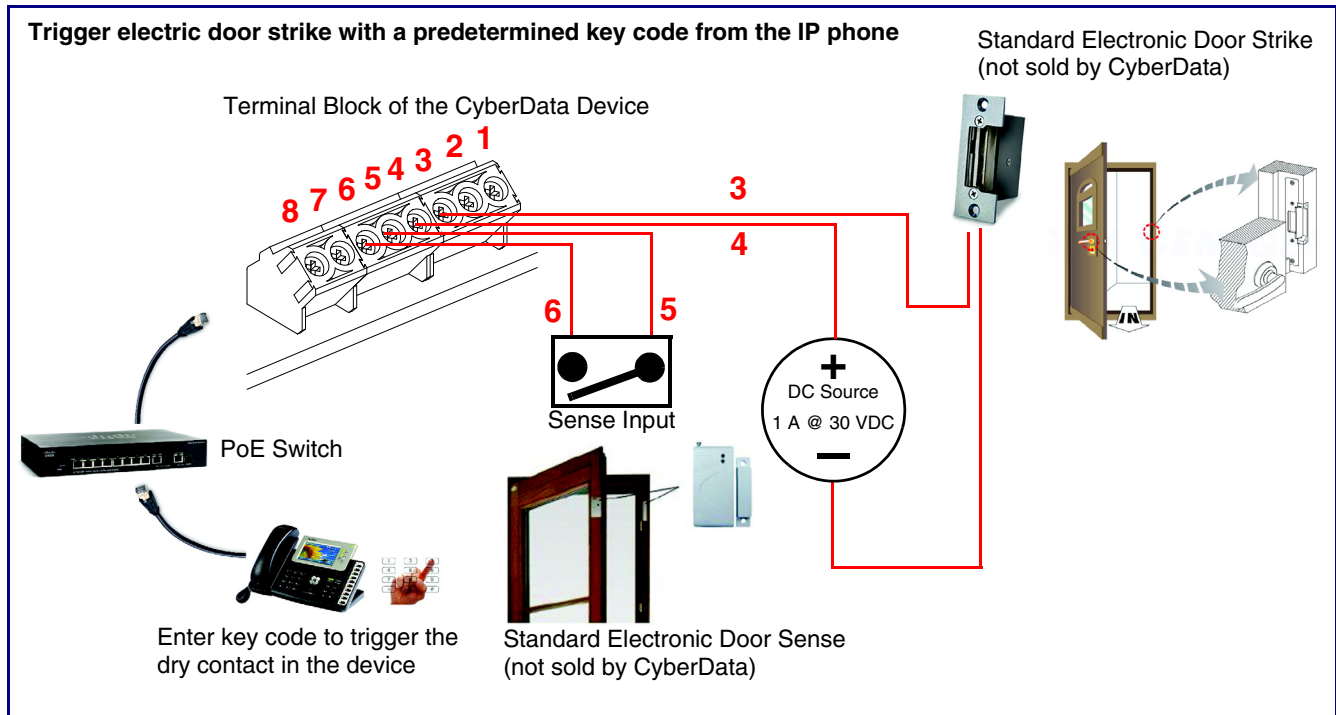 Trigger electric door strike with a predetermined key code from the IP phone
Standard Electronic Door Strike
(not sold by CyberData)
Terminal Block of the CyberData Device
8 7 6 5 4 3 2 1
3
4
6 5
+
DC Source
1 A @ 30 VDC
Sense Input
IN
PoE Switch
Enter key code to trigger the
dry contact in the device
Standard Electronic Door Sense
(not sold by CyberData)